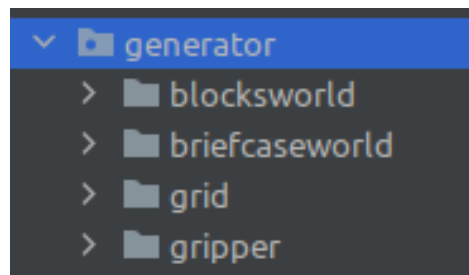 generator
blocksworld
briefcaseworld
grid
gripper